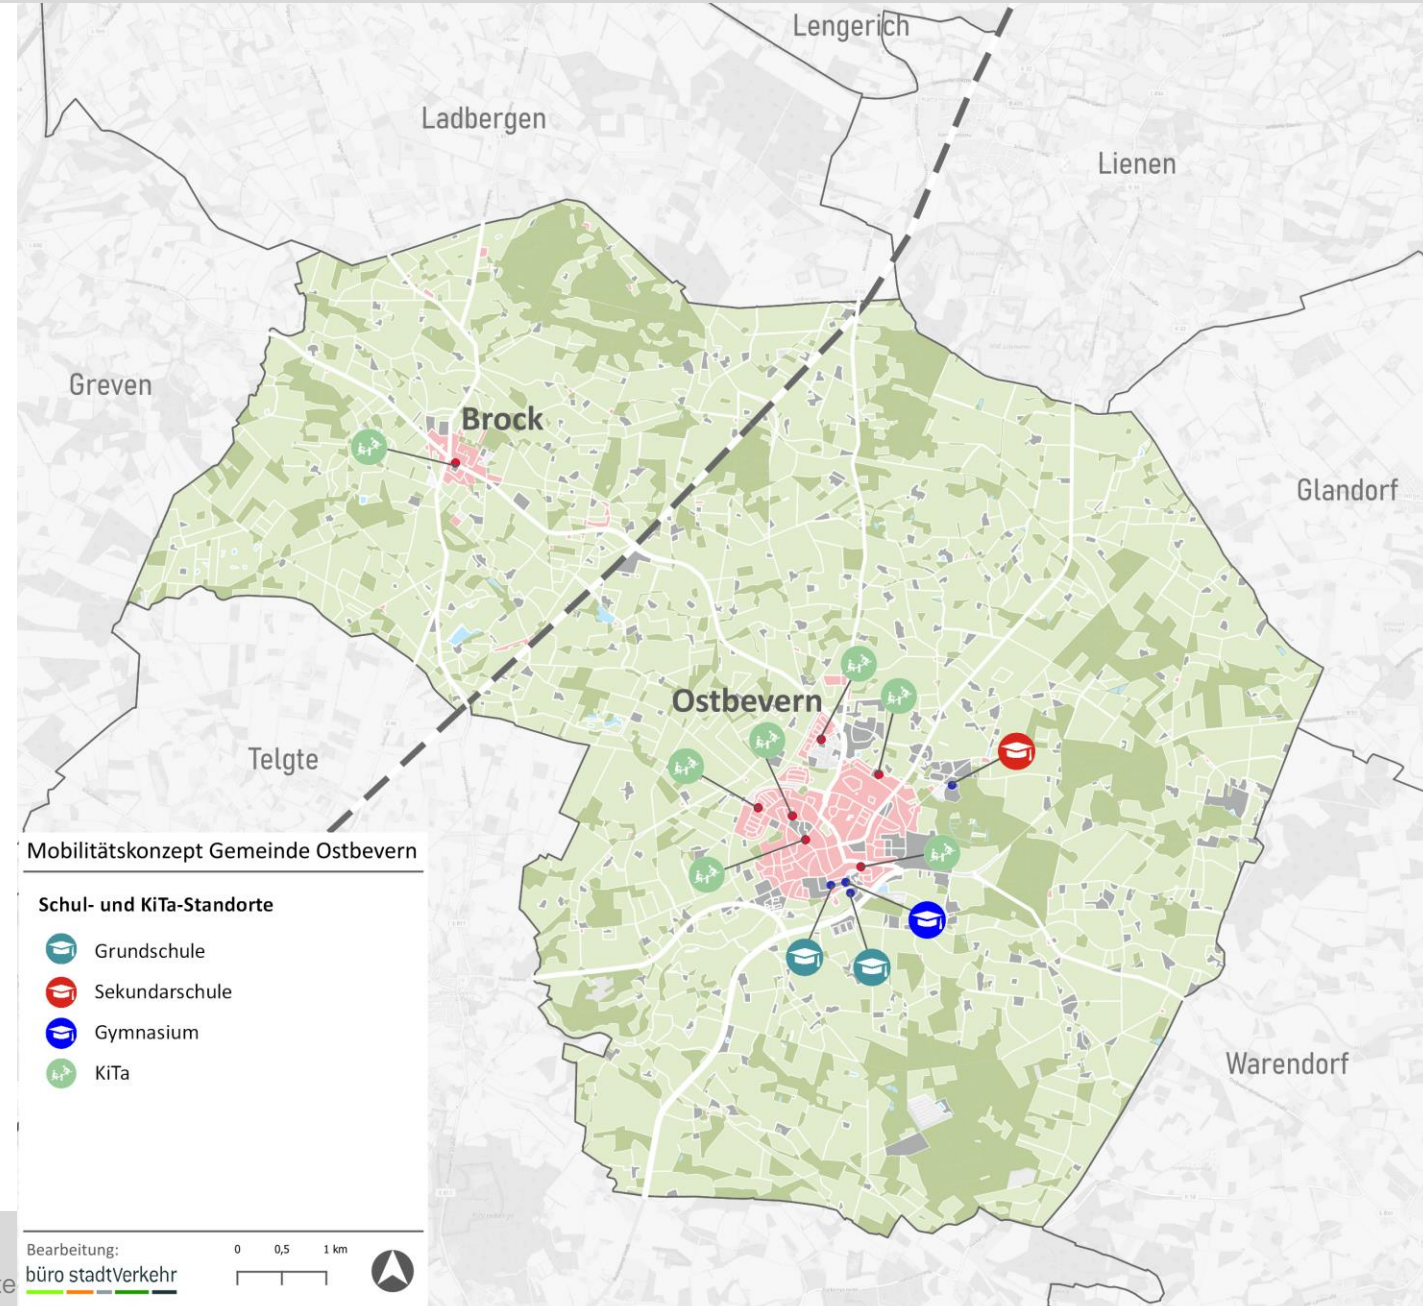 Lengerich
Ladbergen
Lienen
Greven
Brock
Glandorf
Ostbevern
Telgte
Warendorf
Mobilitätskonzept Gemeinde Ostbevern
Schul- und KiTa-Standorte
Grundschule
Sekundarschule
Gymnasium
KiTa
Bearbeitung:
büro stadtVerkehr
0 0,5 1 km